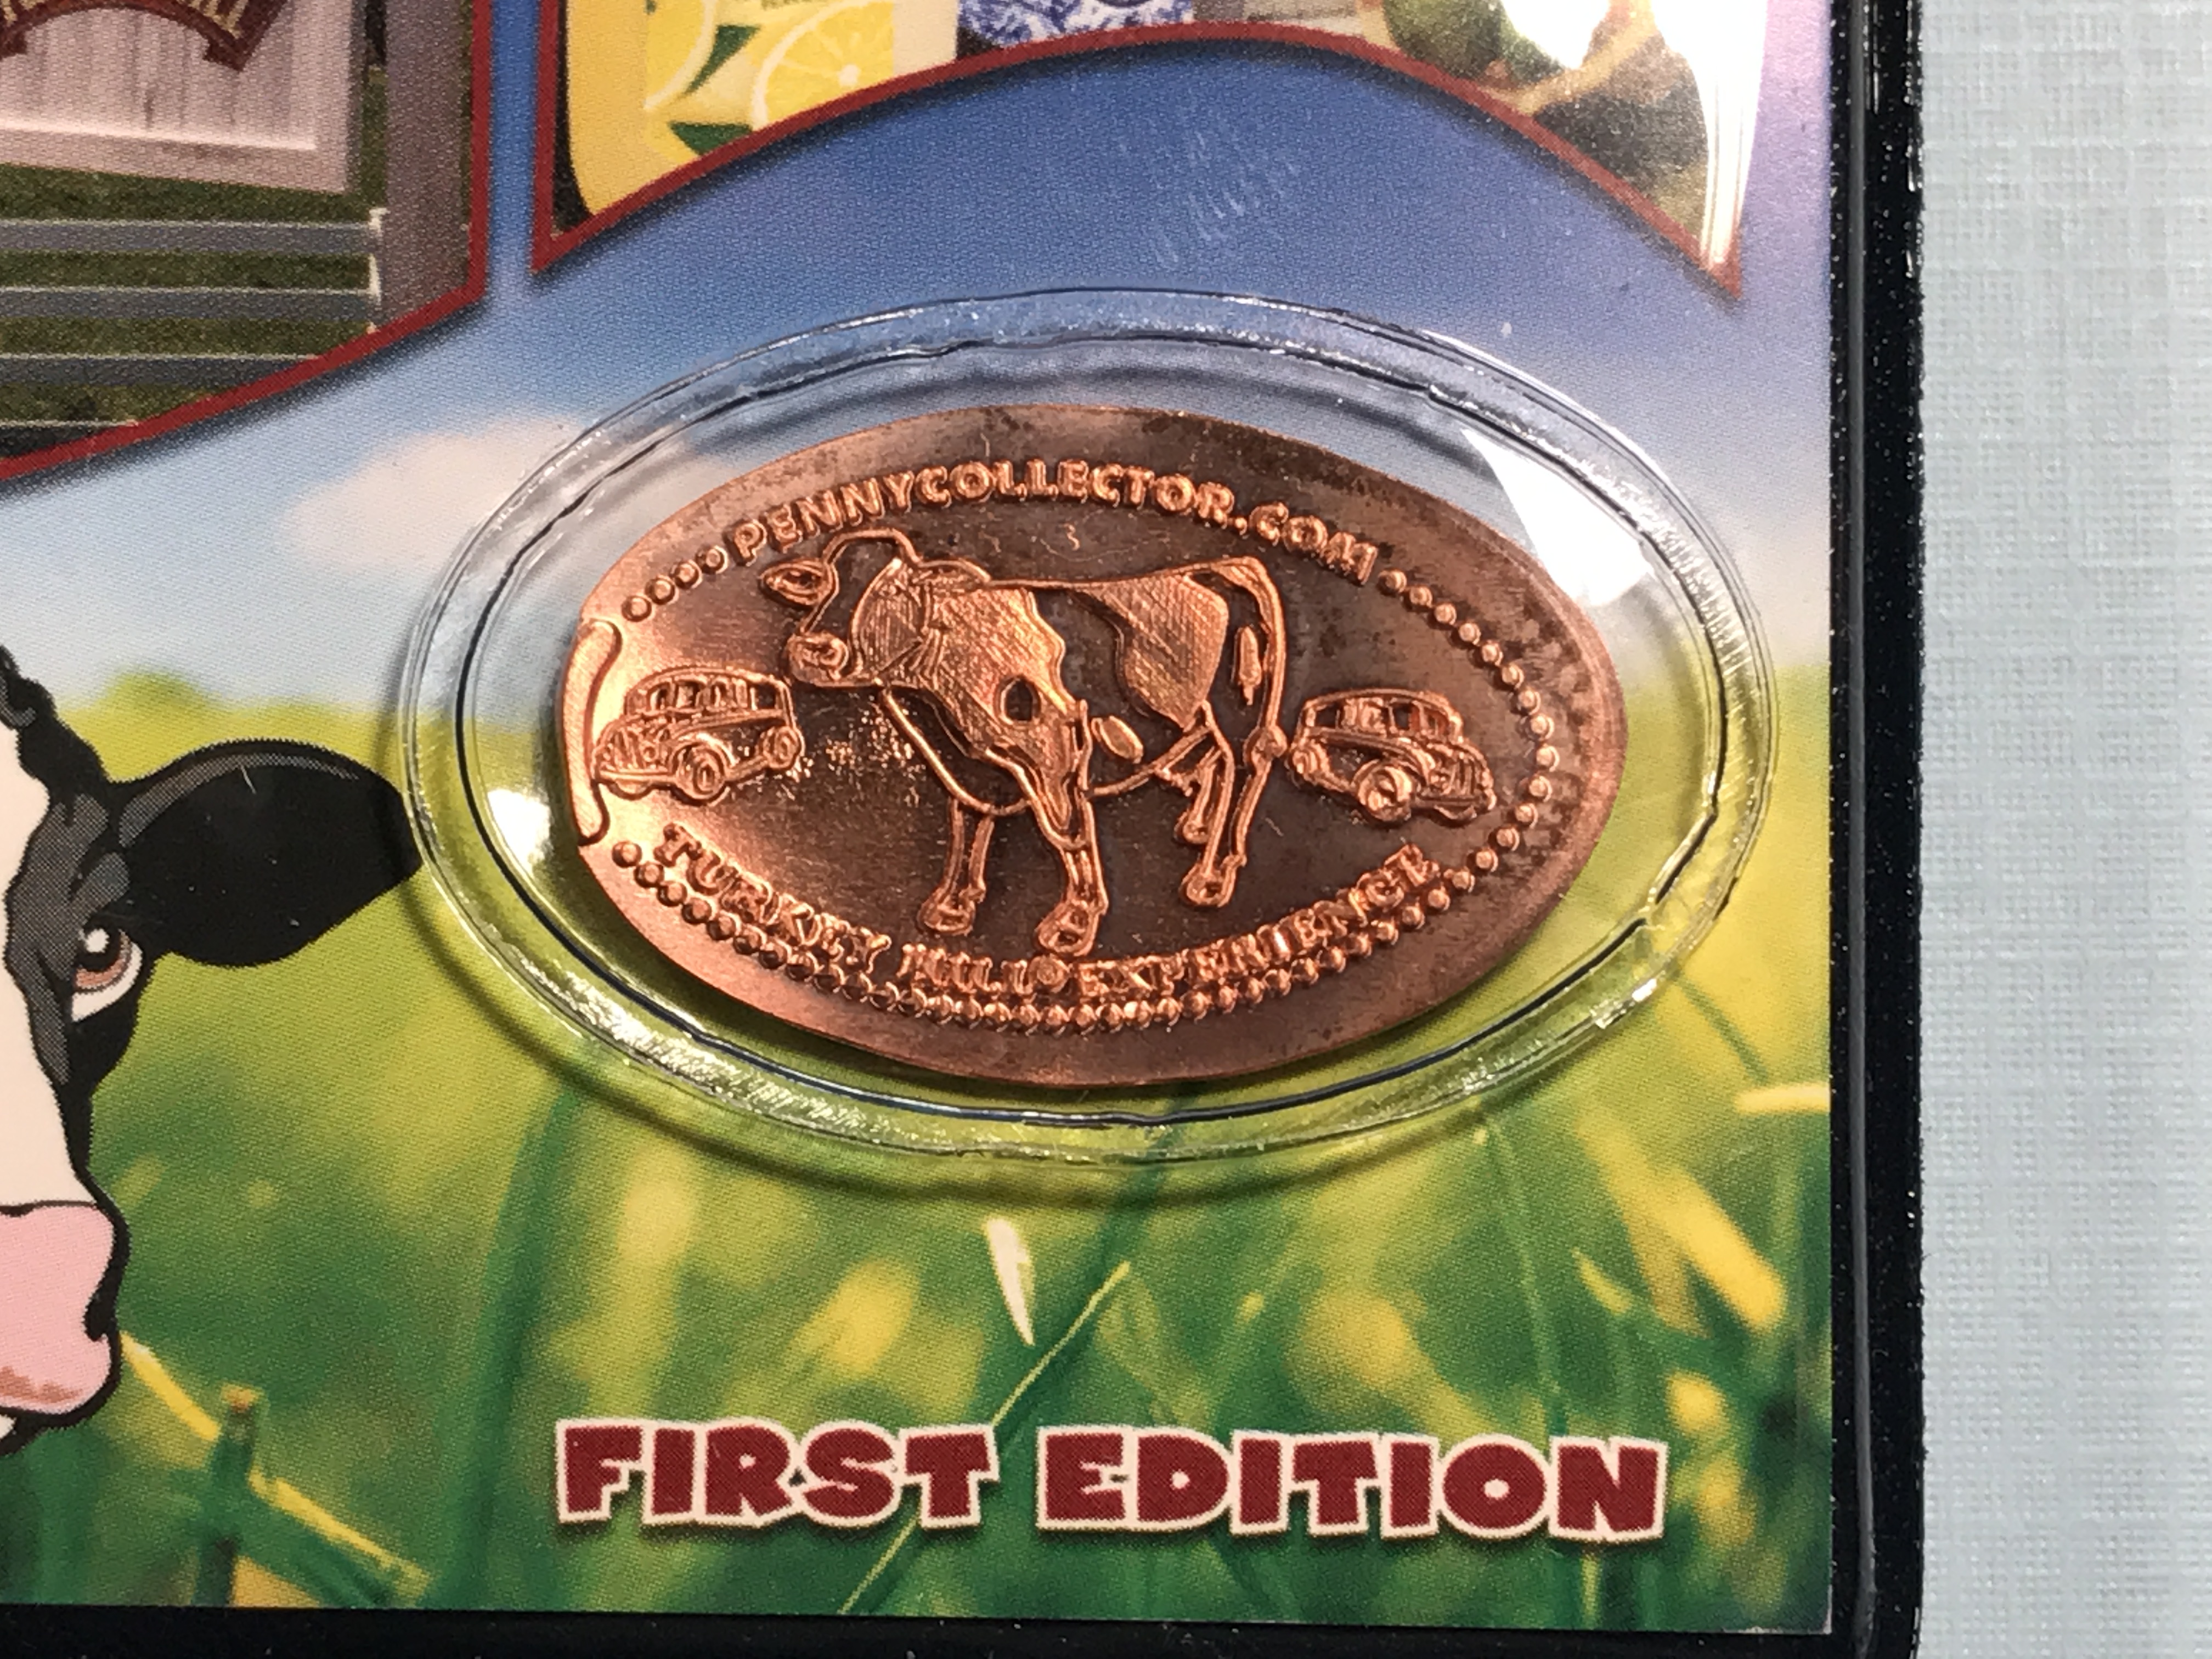 PENNYCOLLECTOR.COM
TURKEY HILL EXPERIENCE
FIRST EDITION